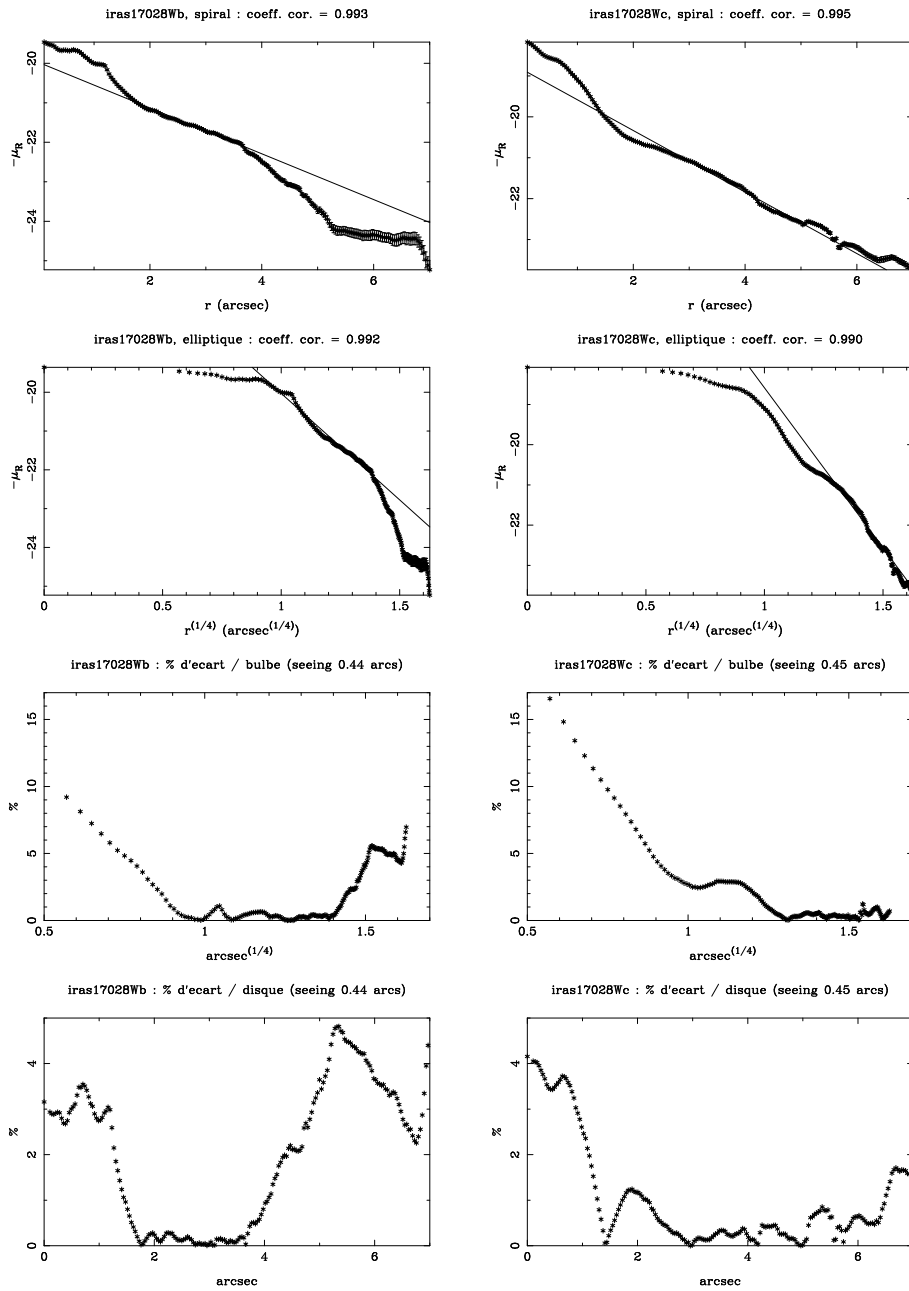 iras17028Wb, spiral : coeff. cor. = 0.993
−20
−22
−24
−μR
2
4
6
r (arcsec)
iras17028Wc, spiral : coeff. cor. = 0.995
−20
−22
−μR
2
4
6
r (arcsec)
iras17028Wb, elliptique : coeff. cor. = 0.992
−20
−22
−24
−μR
0
0.5
1
1.5
r(1/4) (arcsec(1/4))
iras17028Wc, elliptique : coeff. cor. = 0.990
−20
−22
−μR
0
0.5
1
1.5
r(1/4) (arcsec(1/4))
iras17028Wb : % d'ecart / bulbe (seeing 0.44 arcs)
15
10
5
0
%
0.5
1
1.5
arcsec(1/4)
iras17028Wc : % d'ecart / bulbe (seeing 0.45 arcs)
15
10
5
0
%
0.5
1
1.5
arcsec(1/4)
iras17028Wb : % d'ecart / disque (seeing 0.44 arcs)
4
2
0
%
0
2
4
6
arcsec
iras17028Wc : % d'ecart / disque (seeing 0.45 arcs)
4
2
0
%
0
2
4
6
arcsec